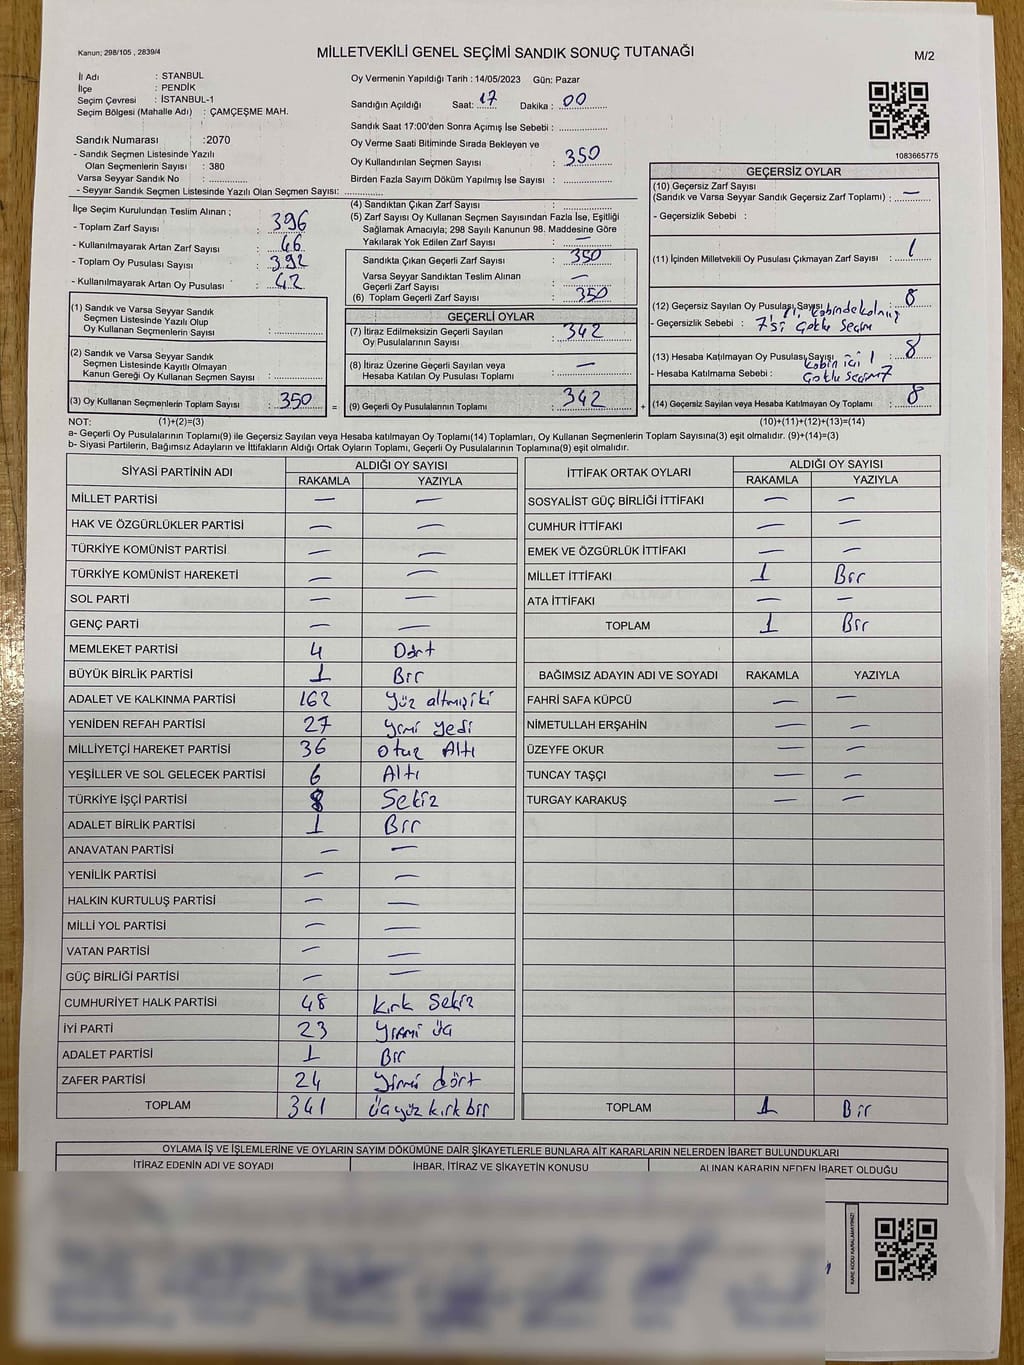 Kanun; 298/105 , 2839/4
MİLLETVEKİLİ GENEL SEÇİMİ SANDIK SONUÇ TUTANAĞI
M/2
İl Adı : STANBUL
İlçe : PENDİK
Seçim Çevresi : İSTANBUL-1
Seçim Bölgesi (Mahalle Adı) : ÇAMÇEŞME MAH.
Sandık Numarası :2070
- Sandık Seçmen Listesinde Yazılı
Olan Seçmenlerin Sayısı : 380
Varsa Seyyar Sandık No :
- Seyyar Sandık Seçmen Listesinde Yazılı Olan Seçmen Sayısı:
Oy Vermenin Yapıldığı Tarih : 14/05/2023 Gün: Pazar
Sandığın Açıldığı Saat: 17 Dakika : 00
Sandık Saat 17:00'den Sonra Açımış İse Sebebi :
Oy Verme Saati Bitiminde Sırada Bekleyen ve
Oy Kullandırılan Seçmen Sayısı : 350
Birden Fazla Sayım Döküm Yapılmış İse Sayısı :
1083665775
İlçe Seçim Kurulundan Teslim Alınan ;
- Toplam Zarf Sayısı : 396
- Kullanılmayarak Artan Zarf Sayısı : 46
- Toplam Oy Pusulası Sayısı : 392
- Kullanılmayarak Artan Oy Pusulası : 42
(1) Sandık ve Varsa Seyyar Sandık
Seçmen Listesinde Yazılı Olup
Oy Kullanan Seçmenlerin Sayısı :
(2) Sandık ve Varsa Seyyar Sandık
Seçmen Listesinde Kayıtlı Olmayan
Kanun Gereği Oy Kullanan Seçmen Sayısı :
(3) Oy Kullanan Seçmenlerin Toplam Sayısı : 350 =
(4) Sandıktan Çıkan Zarf Sayısı :
(5) Zarf Sayısı Oy Kullanan Seçmen Sayısından Fazla İse, Eşitliği
Sağlamak Amacıyla; 298 Sayılı Kanunun 98. Maddesine Göre
Yakılarak Yok Edilen Zarf Sayısı : —
Sandıkta Çıkan Geçerli Zarf Sayısı : 350
Varsa Seyyar Sandıktan Teslim Alınan
Geçerli Zarf Sayısı : —
(6) Toplam Geçerli Zarf Sayısı : 350
GEÇERLİ OYLAR
(7) İtiraz Edilmeksizin Geçerli Sayılan
Oy Pusulasının Sayısı : 342
(8) İtiraz Üzerine Geçerli Sayılan veya
Hesaba Katılan Oy Pusulası Toplamı : —
(9) Geçerli Oy Pusulalarının Toplamı : 342 +
GEÇERSİZ OYLAR
(10) Geçersiz Zarf Sayısı
(Sandık ve Varsa Seyyar Sandık Geçersiz Zarf Toplamı) : —
- Geçersizlik Sebebi :
(11) İçinden Milletvekili Oy Pusulası Çıkmayan Zarf Sayısı : 1
(12) Geçersiz Sayılan Oy Pusulası Sayısı : 8
- Geçersizlik Sebebi : 7'si Çoklu Seçim
(13) Hesaba Katılmayan Oy Pusulası Sayısı : 8
kabin içi 1
- Hesaba Katılmama Sebebi : Çoklu Seçim 7
(14) Geçersiz Sayılan veya Hesaba Katılmayan Oy Toplamı : 8
NOT: (1)+(2)=(3) (10)+(11)+(12)+(13)=(14)
a- Geçerli Oy Pusulalarının Toplamı(9) ile Geçersiz Sayılan veya Hesaba katılmayan Oy Toplamı(14) Toplamları, Oy Kullanan Seçmenlerin Toplam Sayısına(3) eşit olmalıdır. (9)+(14)=(3)
b- Siyasi Partilerin, Bağımsız Adayların ve İttifakların Aldığı Ortak Oyların Toplamı, Geçerli Oy Pusulalarının Toplamına(9) eşit olmalıdır.
SİYASİ PARTİNİN ADI ALDIĞI OY SAYISI
RAKAMLA YAZIYLA
MİLLET PARTİSİ — —
HAK VE ÖZGÜRLÜKLER PARTİSİ — —
TÜRKİYE KOMÜNİST PARTİSİ — —
TÜRKİYE KOMÜNİST HAREKETİ — —
SOL PARTİ — —
GENÇ PARTİ — —
MEMLEKET PARTİSİ 4 Dört
BÜYÜK BİRLİK PARTİSİ 1 Bir
ADALET VE KALKINMA PARTİSİ 162 Yüz altmış iki
YENİDEN REFAH PARTİSİ 27 Yirmi yedi
MİLLİYETÇİ HAREKET PARTİSİ 36 Otuz Altı
YEŞİLLER VE SOL GELECEK PARTİSİ 6 Altı
TÜRKİYE İŞÇİ PARTİSİ 8 Sekiz
ADALET BİRLİK PARTİSİ 1 Bir
ANAVATAN PARTİSİ — —
YENİLİK PARTİSİ — —
HALKIN KURTULUŞ PARTİSİ — —
MİLLİ YOL PARTİSİ — —
VATAN PARTİSİ — —
GÜÇ BİRLİĞİ PARTİSİ — —
CUMHURİYET HALK PARTİSİ 48 Kırk Sekiz
İYİ PARTİ 23 Yirmi üç
ADALET PARTİSİ 1 Bir
ZAFER PARTİSİ 24 Yirmi dört
TOPLAM 341 Üçyüz kırk bir
İTTİFAK ORTAK OYLARI ALDIĞI OY SAYISI
RAKAMLA YAZIYLA
SOSYALİST GÜÇ BİRLİĞİ İTTİFAKI — —
CUMHUR İTTİFAKI — —
EMEK VE ÖZGÜRLÜK İTTİFAKI — —
MİLLET İTTİFAKI 1 Bir
ATA İTTİFAKI — —
TOPLAM 1 Bir
BAĞIMSIZ ADAYIN ADI VE SOYADI RAKAMLA YAZIYLA
FAHRİ SAFA KÜPCÜ — —
NİMETULLAH ERŞAHİN — —
ÜZEYFE OKUR — —
TUNCAY TAŞÇI — —
TURGAY KARAKUŞ — —
TOPLAM 1 Bir
OYLAMA İŞ VE İŞLEMLERİNE VE OYLARIN SAYIM DÖKÜMÜNE DAİR ŞİKAYETLERLE BUNLARA AİT KARARLARIN NELERDEN İBARET BULUNDUKLARI
İTİRAZ EDENİN ADI VE SOYADI İHBAR, İTİRAZ VE ŞİKAYETİN KONUSU ALINAN KARARIN NEDEN İBARET OLDUĞU
KARE KODU KARALAMAYINIZ!